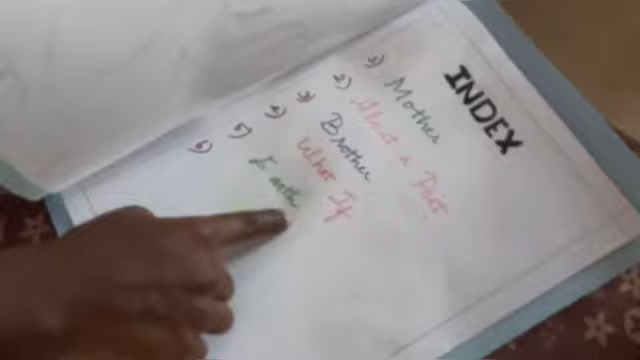 INDEX
1) Mother
2) About a Poet
3) Brother
4) What If
5) Earth
6)